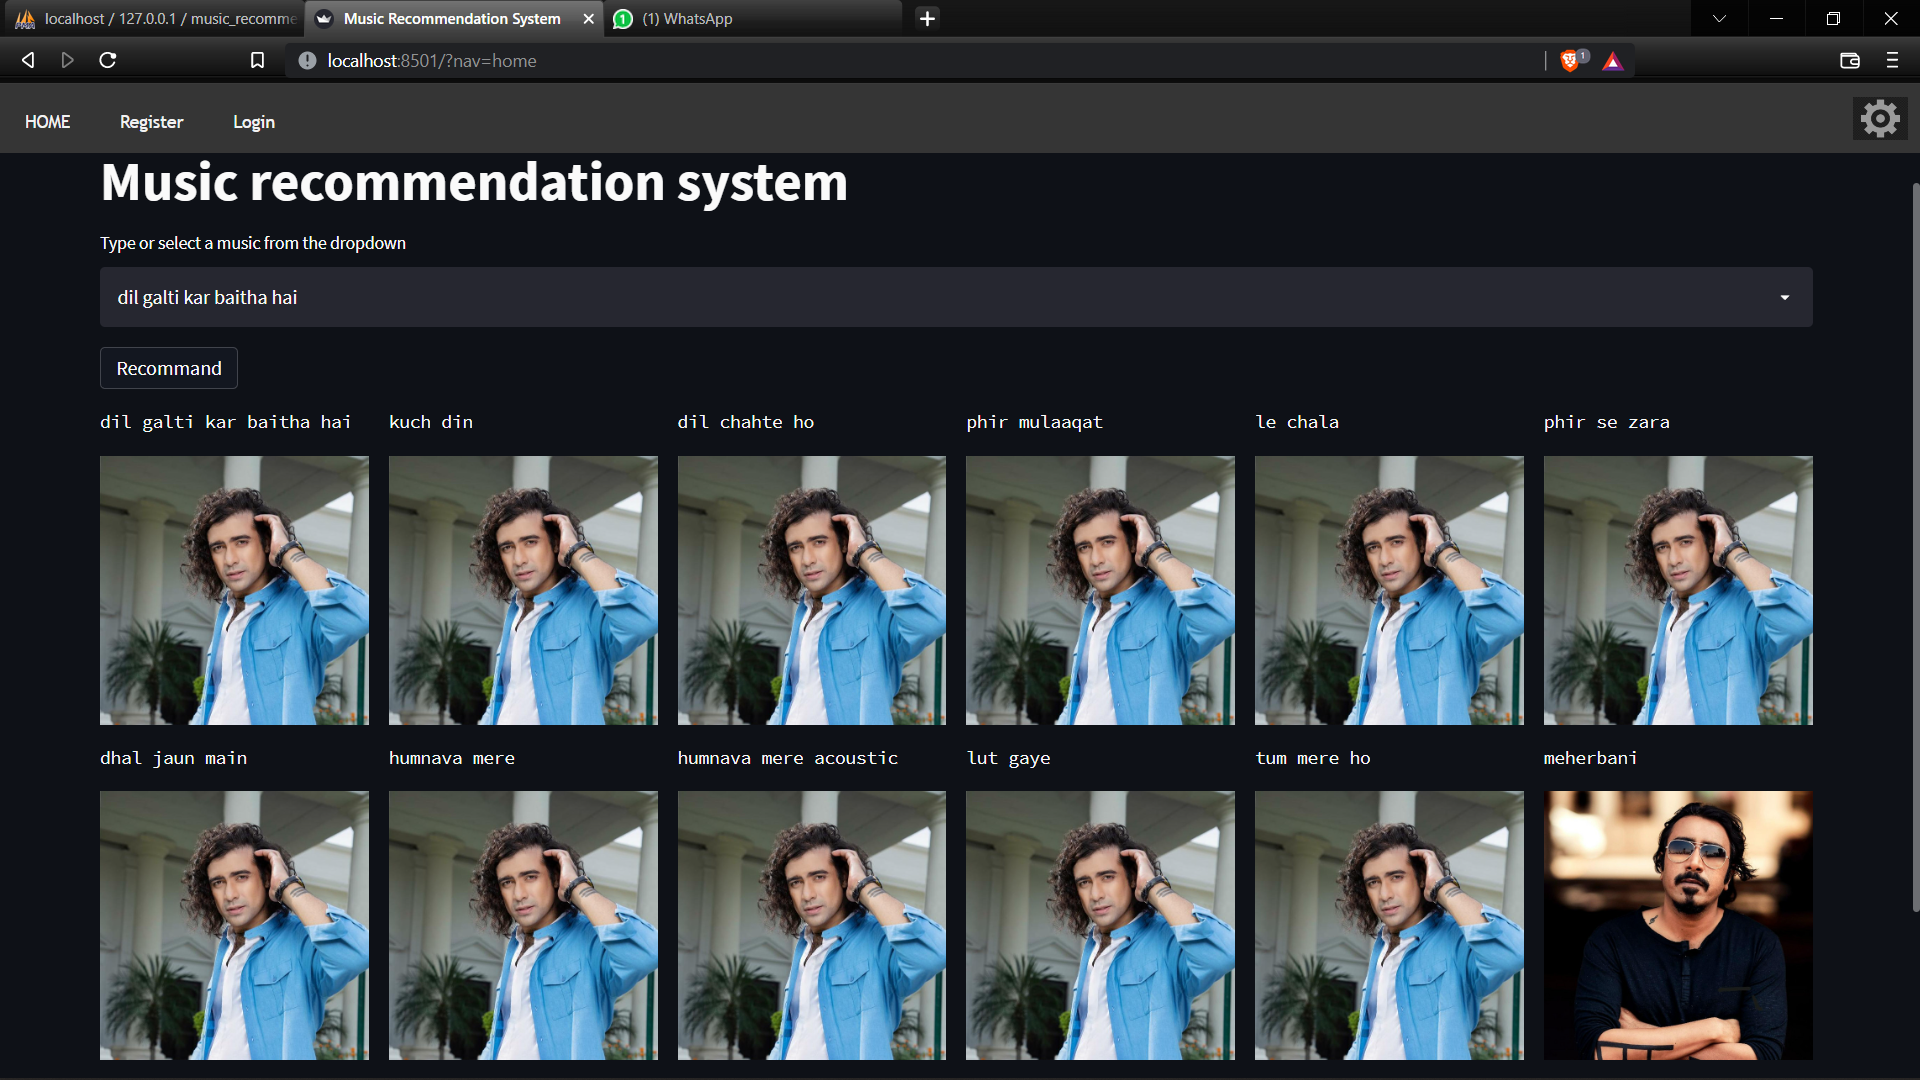 localhost / 127.0.0.1 / music_recomme
Music Recommendation System
(1) WhatsApp
localhost:8501/?nav=home
1
HOME
Register
Login
Music recommendation system
Type or select a music from the dropdown
dil galti kar baitha hai
Recommand
dil galti kar baitha hai
kuch din
dil chahte ho
phir mulaaqat
le chala
phir se zara
dhal jaun main
humnava mere
humnava mere acoustic
lut gaye
tum mere ho
meherbani